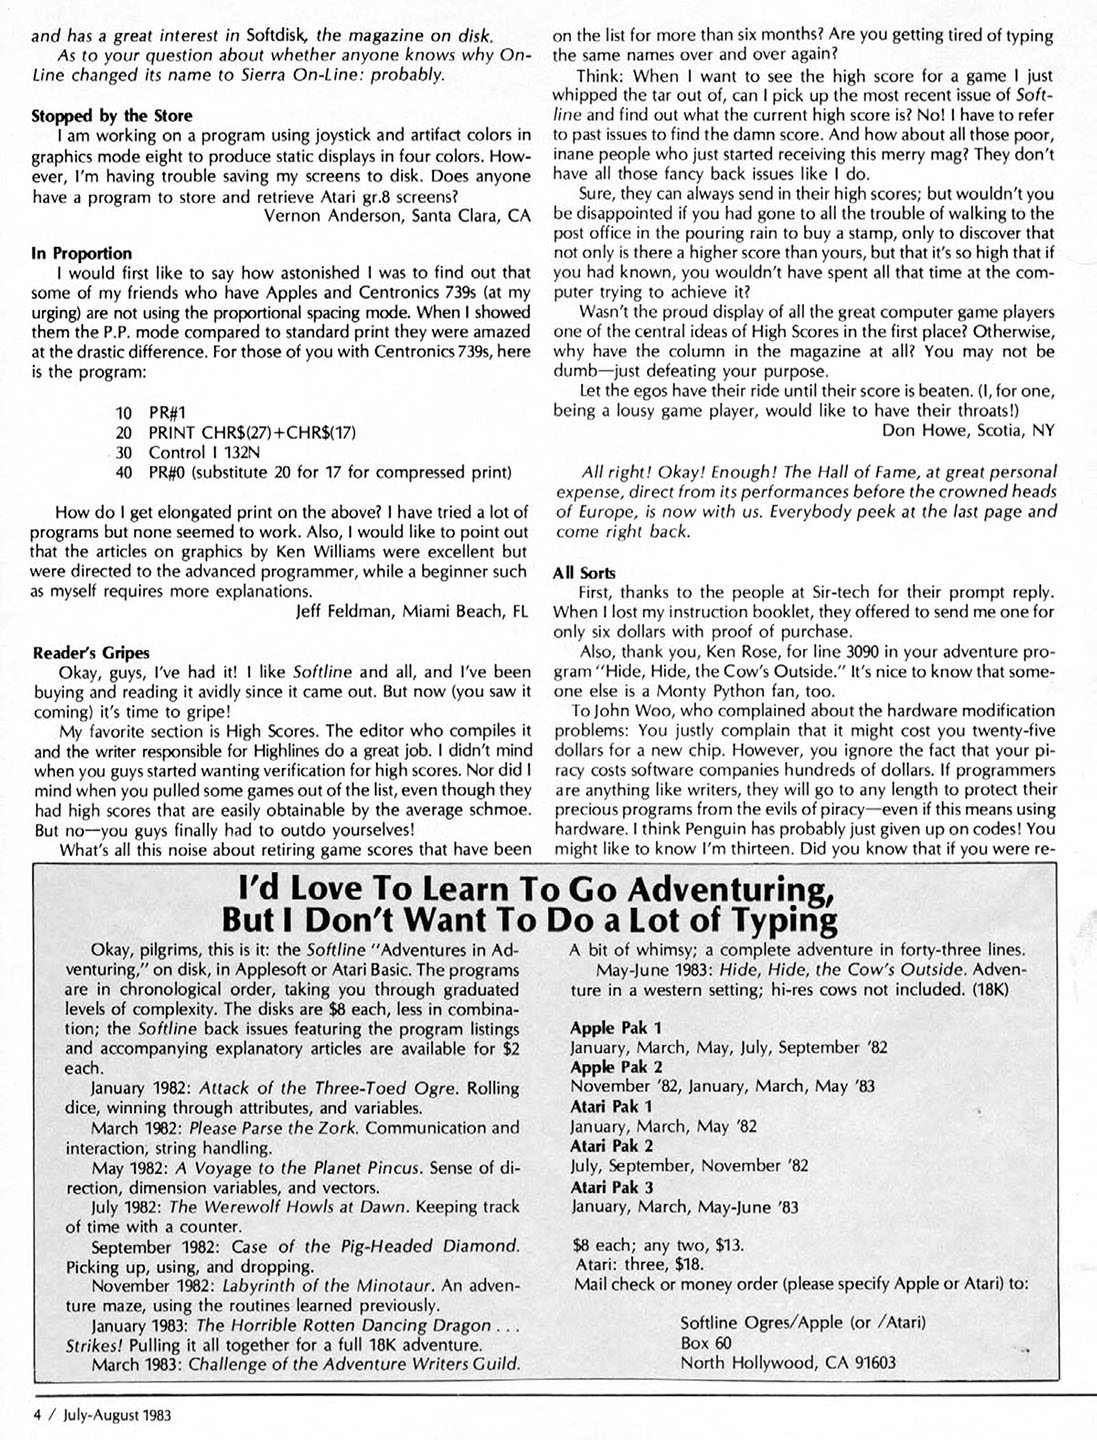 and has a great interest in Softdisk, the magazine on disk.
As to your question about whether anyone knows why On-
Line changed its name to Sierra On-Line: probably.
Stopped by the Store
I am working on a program using joystick and artifact colors in
graphics mode eight to produce static displays in four colors. How-
ever, I'm having trouble saving my screens to disk. Does anyone
have a program to store and retrieve Atari gr.8 screens?
Vernon Anderson, Santa Clara, CA
In Proportion
I would first like to say how astonished I was to find out that
some of my friends who have Apples and Centronics 739s (at my
urging) are not using the proportional spacing mode. When I showed
them the P.P. mode compared to standard print they were amazed
at the drastic difference. For those of you with Centronics 739s, here
is the program:
10 PR#1
20 PRINT CHR$(27)+CHR$(17)
30 Control I 132N
40 PR#0 (substitute 20 for 17 for compressed print)
How do I get elongated print on the above? I have tried a lot of
programs but none seemed to work. Also, I would like to point out
that the articles on graphics by Ken Williams were excellent but
were directed to the advanced programmer, while a beginner such
as myself requires more explanations.
Jeff Feldman, Miami Beach, FL
Reader's Gripes
Okay, guys, I've had it! I like Softline and all, and I've been
buying and reading it avidly since it came out. But now (you saw it
coming) it's time to gripe!
My favorite section is High Scores. The editor who compiles it
and the writer responsible for Highlines do a great job. I didn't mind
when you guys started wanting verification for high scores. Nor did I
mind when you pulled some games out of the list, even though they
had high scores that are easily obtainable by the average schmoe.
But no—you guys finally had to outdo yourselves!
What's all this noise about retiring game scores that have been
on the list for more than six months? Are you getting tired of typing
the same names over and over again?
Think: When I want to see the high score for a game I just
whipped the tar out of, can I pick up the most recent issue of Soft-
line and find out what the current high score is? No! I have to refer
to past issues to find the damn score. And how about all those poor,
inane people who just started receiving this merry mag? They don't
have all those fancy back issues like I do.
Sure, they can always send in their high scores; but wouldn't you
be disappointed if you had gone to all the trouble of walking to the
post office in the pouring rain to buy a stamp, only to discover that
not only is there a higher score than yours, but that it's so high that if
you had known, you wouldn't have spent all that time at the com-
puter trying to achieve it?
Wasn't the proud display of all the great computer game players
one of the central ideas of High Scores in the first place? Otherwise,
why have the column in the magazine at all? You may not be
dumb—just defeating your purpose.
Let the egos have their ride until their score is beaten. (I, for one,
being a lousy game player, would like to have their throats!)
Don Howe, Scotia, NY
All right! Okay! Enough! The Hall of Fame, at great personal
expense, direct from its performances before the crowned heads
of Europe, is now with us. Everybody peek at the last page and
come right back.
All Sorts
First, thanks to the people at Sir-tech for their prompt reply.
When I lost my instruction booklet, they offered to send me one for
only six dollars with proof of purchase.
Also, thank you, Ken Rose, for line 3090 in your adventure pro-
gram "Hide, Hide, the Cow's Outside." It's nice to know that some-
one else is a Monty Python fan, too.
To John Woo, who complained about the hardware modification
problems: You justly complain that it might cost you twenty-five
dollars for a new chip. However, you ignore the fact that your pi-
racy costs software companies hundreds of dollars. If programmers
are anything like writers, they will go to any length to protect their
precious programs from the evils of piracy—even if this means using
hardware. I think Penguin has probably just given up on codes! You
might like to know I'm thirteen. Did you know that if you were re-
I'd Love To Learn To Go Adventuring,
But I Don't Want To Do a Lot of Typing
Okay, pilgrims, this is it: the Softline "Adventures in Ad-
venturing," on disk, in Applesoft or Atari Basic. The programs
are in chronological order, taking you through graduated
levels of complexity. The disks are $8 each, less in combina-
tion; the Softline back issues featuring the program listings
and accompanying explanatory articles are available for $2
each.
January 1982: Attack of the Three-Toed Ogre. Rolling
dice, winning through attributes, and variables.
March 1982: Please Parse the Zork. Communication and
interaction, string handling.
May 1982: A Voyage to the Planet Pincus. Sense of di-
rection, dimension variables, and vectors.
July 1982: The Werewolf Howls at Dawn. Keeping track
of time with a counter.
September 1982: Case of the Pig-Headed Diamond.
Picking up, using, and dropping.
November 1982: Labyrinth of the Minotaur. An adven-
ture maze, using the routines learned previously.
January 1983: The Horrible Rotten Dancing Dragon . . .
Strikes! Pulling it all together for a full 18K adventure.
March 1983: Challenge of the Adventure Writers Guild.
A bit of whimsy; a complete adventure in forty-three lines.
May-June 1983: Hide, Hide, the Cow's Outside. Adven-
ture in a western setting; hi-res cows not included. (18K)
Apple Pak 1
January, March, May, July, September '82
Apple Pak 2
November '82, January, March, May '83
Atari Pak 1
January, March, May '82
Atari Pak 2
July, September, November '82
Atari Pak 3
January, March, May-June '83
$8 each; any two, $13.
Atari: three, $18.
Mail check or money order (please specify Apple or Atari) to:
Softline Ogres/Apple (or /Atari)
Box 60
North Hollywood, CA 91603
4 / July-August 1983